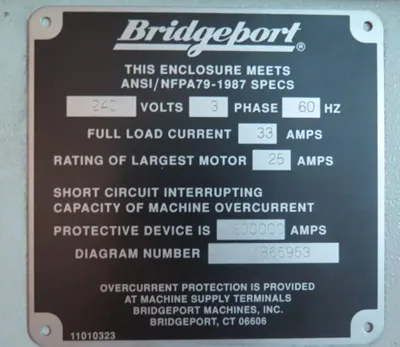 Bridgeport®
THIS ENCLOSURE MEETS
ANSI/NFPA79-1987 SPECS
240 VOLTS 3 PHASE 60 HZ
FULL LOAD CURRENT 33 AMPS
RATING OF LARGEST MOTOR 25 AMPS
SHORT CIRCUIT INTERRUPTING
CAPACITY OF MACHINE OVERCURRENT
PROTECTIVE DEVICE IS 200000 AMPS
DIAGRAM NUMBER 1865953
OVERCURRENT PROTECTION IS PROVIDED
AT MACHINE SUPPLY TERMINALS
BRIDGEPORT MACHINES, INC.
BRIDGEPORT, CT 06606
11010323